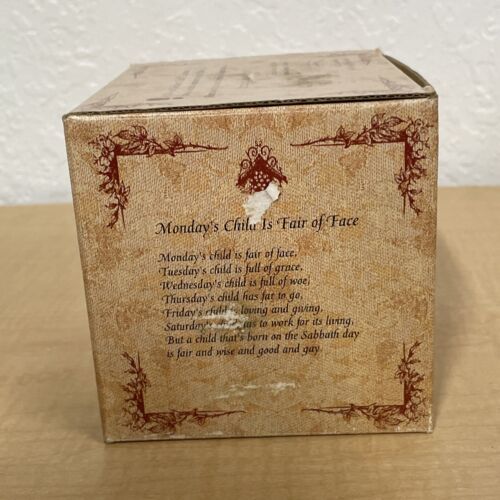 Monday's Child Is Fair of Face
Monday's child is fair of face,
Tuesday's child is full of grace,
Wednesday's child is full of woe,
Thursday's child has far to go,
Friday's child is loving and giving,
Saturday's has to work for its living,
But a child that's born on the Sabbath day
is fair and wise and good and gay.